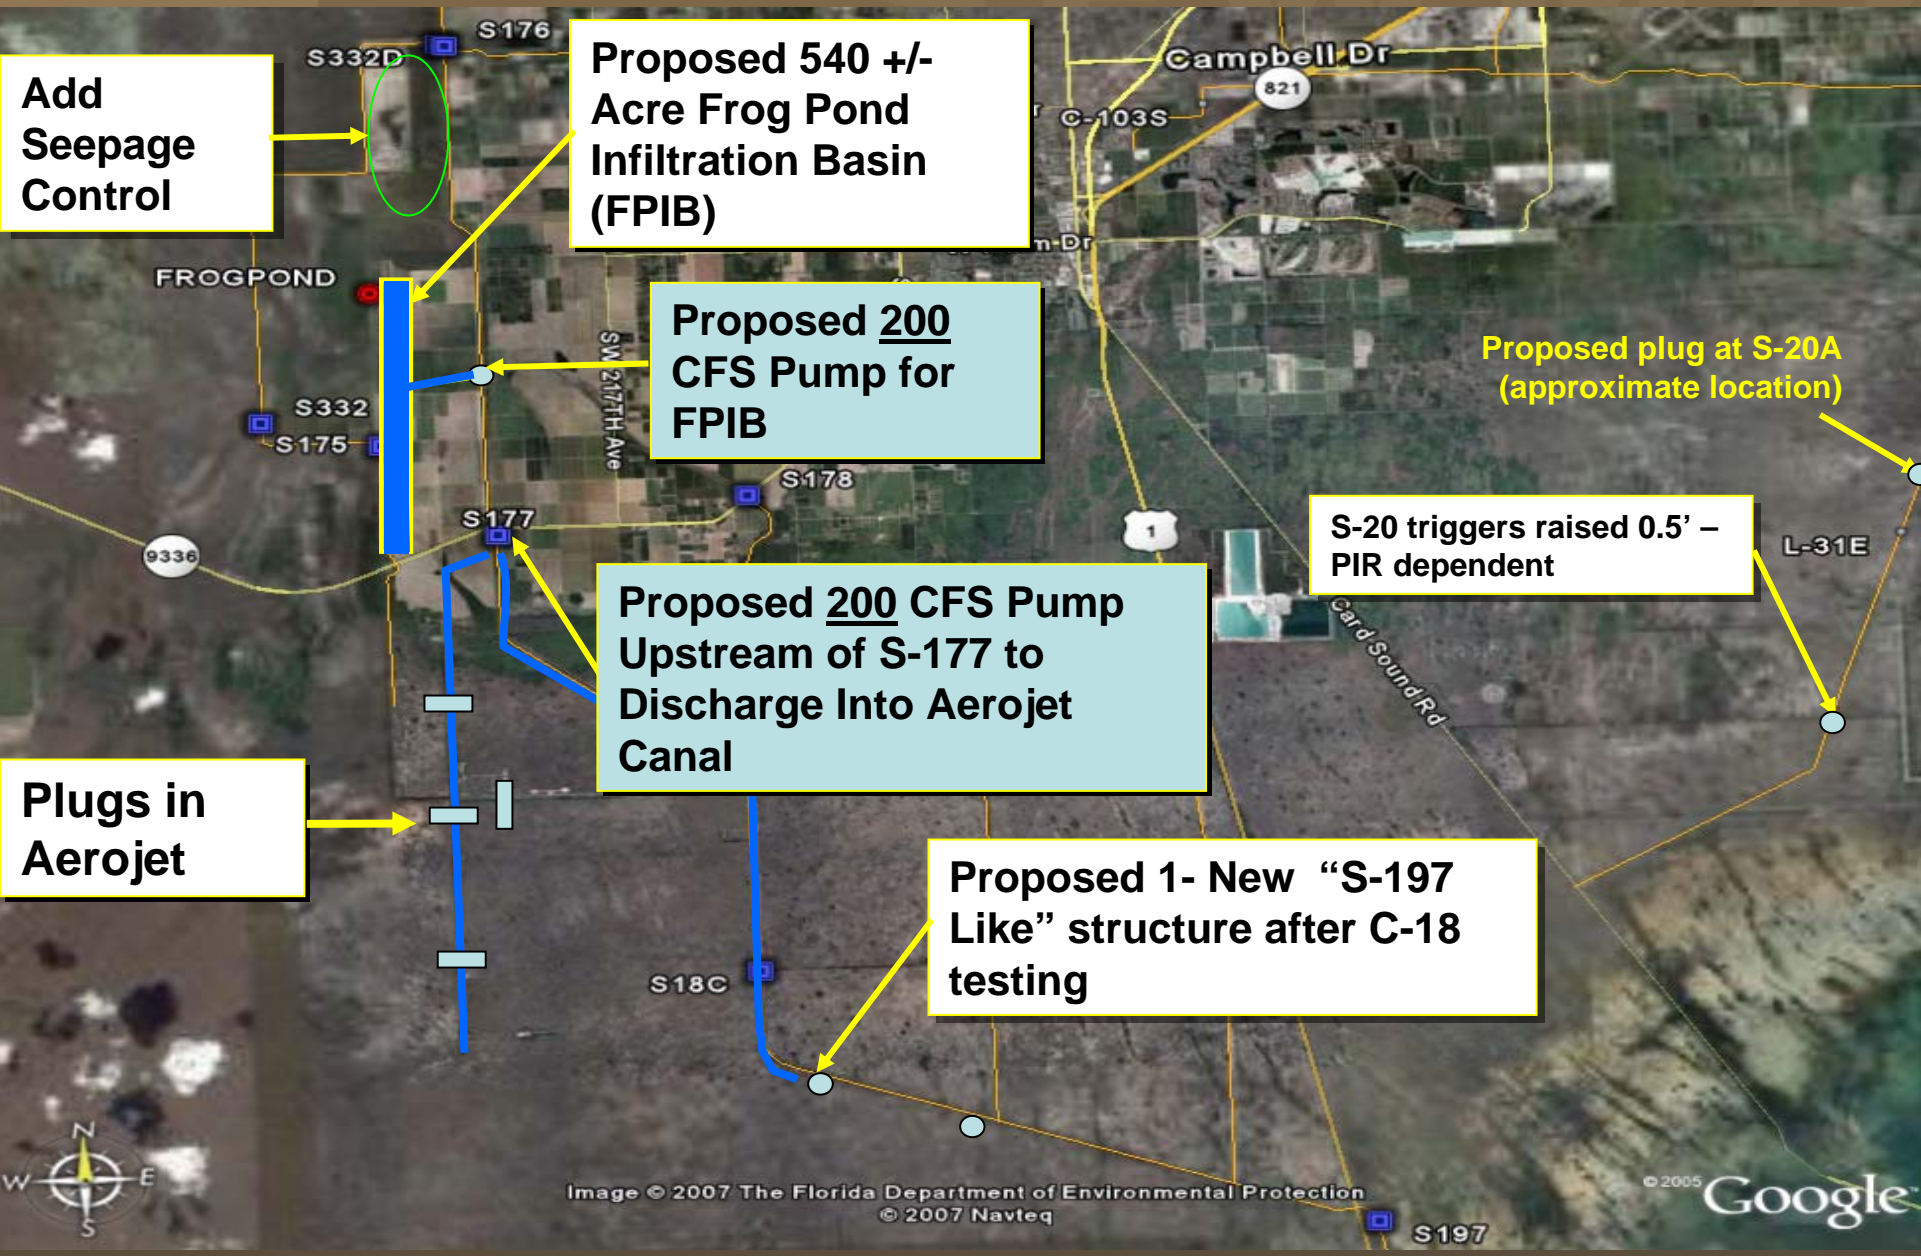 S176
S332D
Add
Seepage
Control
Proposed 540 +/-
Acre Frog Pond
Infiltration Basin
(FPIB)
Campbell Dr
821
C-103S
m Dr
FROGPOND
Proposed 200
CFS Pump for
FPIB
SW 217TH Ave
Proposed plug at S-20A
(approximate location)
S332
S175
S178
S177
9336
1
S-20 triggers raised 0.5’ –
PIR dependent
L-31E
Proposed 200 CFS Pump
Upstream of S-177 to
Discharge Into Aerojet
Canal
Card Sound Rd
Plugs in
Aerojet
Proposed 1- New “S-197
Like” structure after C-18
testing
S18C
N
W
E
S
Image © 2007 The Florida Department of Environmental Protection
© 2007 Navteq
© 2005 Google™
S197